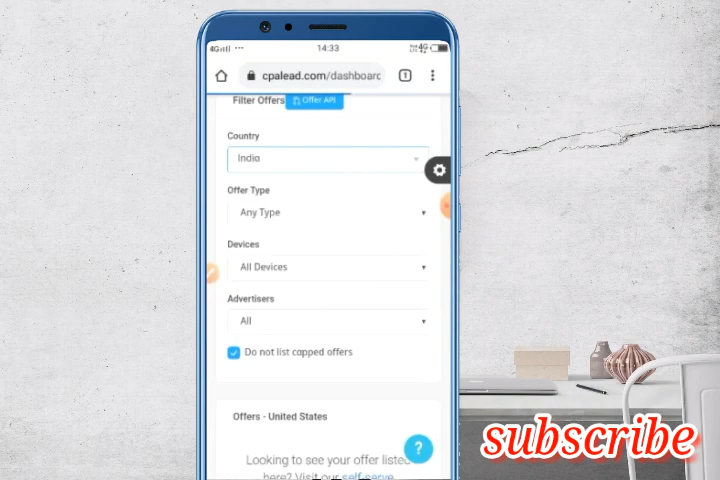 4G
14:33
4G
cpalead.com/dashboard
1
Filter Offers
Offer API
Country
India
Offer Type
Any Type
Devices
All Devices
Advertisers
All
Do not list capped offers
Offers - United States
?
Looking to see your offer listed
here? Visit our self-serve
subscribe